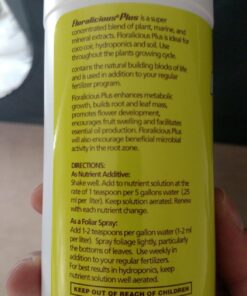 Floralicious® Plus is a super
concentrated blend of plant, marine, and
mineral extracts. Floralicious Plus is ideal for
coco coir, hydroponics and soil. Use
throughout the plants growing cycle.
contains the natural building blocks of life
and is used in addition to your regular
fertilizer program.
Floralicious Plus enhances metabolic
growth, builds root and leaf mass,
promotes flower development,
encourages fruit swelling and facilitates
essential oil production. Floralicious Plus
will also encourage beneficial microbial
activity in the root zone.
DIRECTIONS:
As Nutrient Additive:
Shake well. Add to nutrient solution at the
rate of 1 teaspoon per 5 gallons water (.25
ml per liter). Keep solution aerated. Renew
with each nutrient change.
As a Foliar Spray:
Add 1-2 teaspoons per gallon water (1-2 ml
per liter). Spray foliage lightly, particularly
the bottoms of leaves. Use weekly in
addition to your regular fertilizers.
For best results in hydroponics, keep
nutrient solution well aerated.
KEEP OUT OF REACH OF CHILDREN